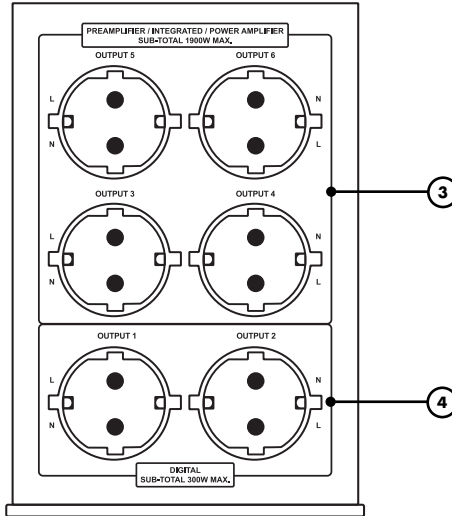 PREAMPLIFIER / INTEGRATED / POWER AMPLIFIER
SUB-TOTAL 1900W MAX.
OUTPUT 5 OUTPUT 6
L N
N L
3
OUTPUT 3 OUTPUT 4
L N
N L
OUTPUT 1 OUTPUT 2
L N
4
N L
DIGITAL
SUB-TOTAL 300W MAX.